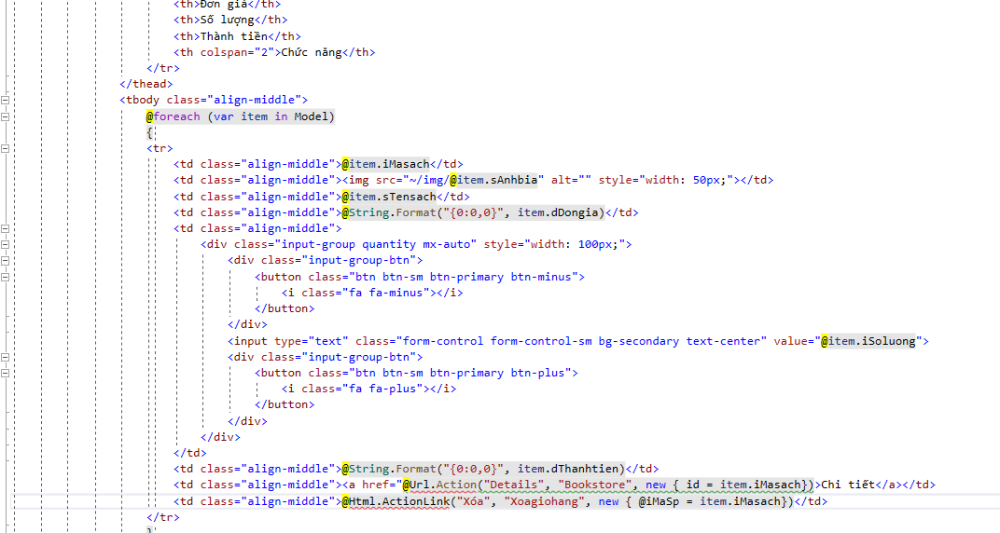 <th>Đơn giá</th>
<th>Số lượng</th>
<th>Thành tiền</th>
<th colspan="2">Chức năng</th>
</tr>
</thead>
<tbody class="align-middle">
@foreach (var item in Model)
{
<tr>
<td class="align-middle">@item.iMasach</td>
<td class="align-middle"><img src="~/img/@item.sAnhbia" alt="" style="width: 50px;"></td>
<td class="align-middle">@item.sTensach</td>
<td class="align-middle">@String.Format("{0:0,0}", item.dDongia)</td>
<td class="align-middle">
<div class="input-group quantity mx-auto" style="width: 100px;">
<div class="input-group-btn">
<button class="btn btn-sm btn-primary btn-minus">
<i class="fa fa-minus"></i>
</button>
</div>
<input type="text" class="form-control form-control-sm bg-secondary text-center" value="@item.iSoluong">
<div class="input-group-btn">
<button class="btn btn-sm btn-primary btn-plus">
<i class="fa fa-plus"></i>
</button>
</div>
</div>
</td>
<td class="align-middle">@String.Format("{0:0,0}", item.dThanhtien)</td>
<td class="align-middle"><a href="@Url.Action("Details", "Bookstore", new { id = item.iMasach})>Chi tiết</a></td>
<td class="align-middle">@Html.ActionLink("Xóa", "Xoagiohang", new { @iMaSp = item.iMasach})</td>
</tr>
}